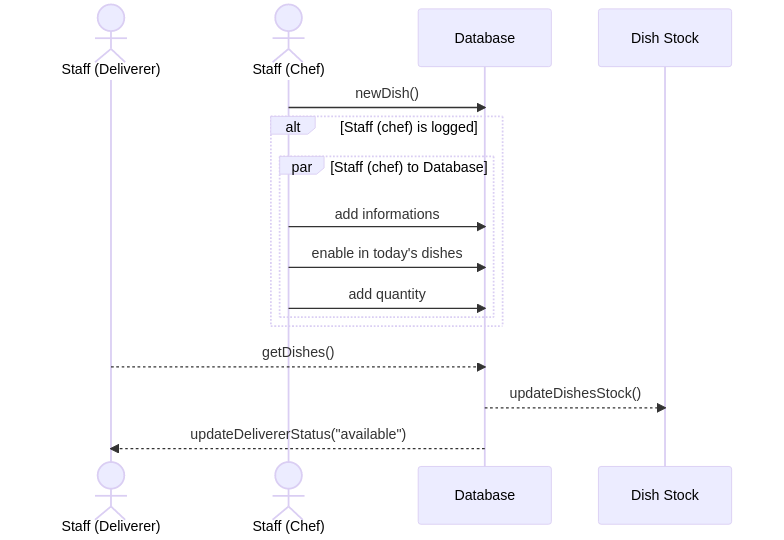 Staff (Deliverer)
Staff (Chef)
Database
Dish Stock
newDish()
alt
[Staff (chef) is logged]
par
[Staff (chef) to Database]
add informations
enable in today's dishes
add quantity
getDishes()
updateDishesStock()
updateDelivererStatus("available")
Staff (Deliverer)
Staff (Chef)
Database
Dish Stock